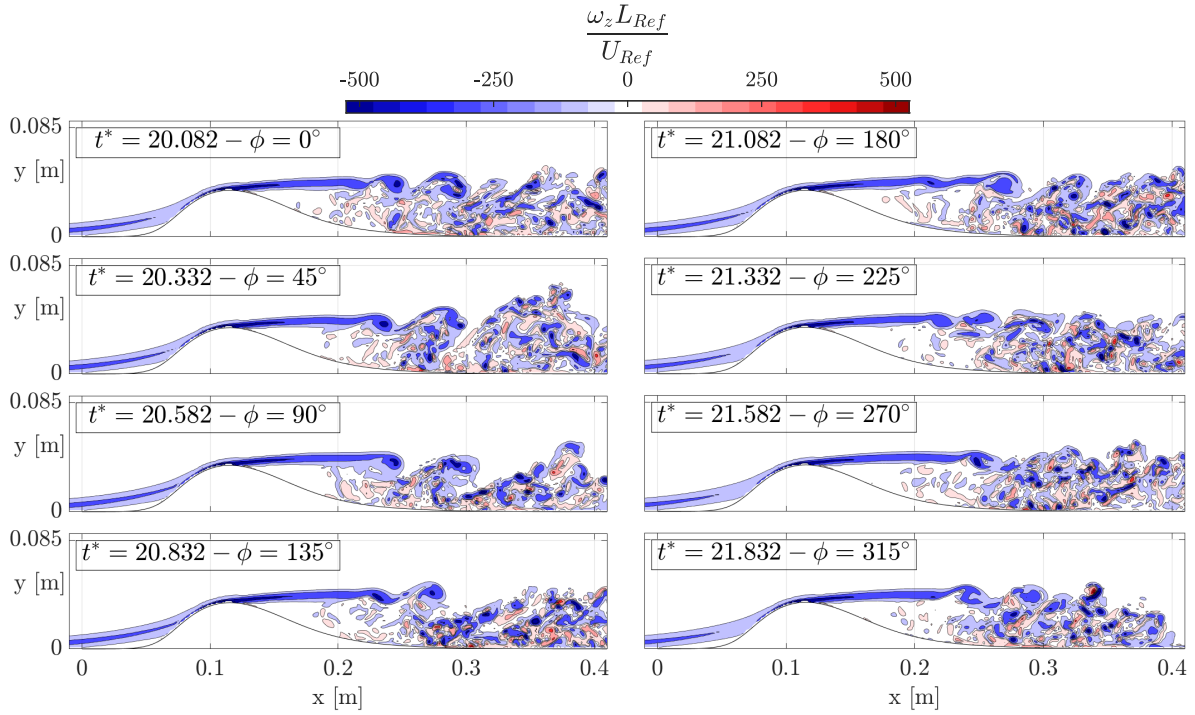 ω_z L_Ref
U_Ref
-500 -250 0 250 500
0.085 t* = 20.082 − ϕ = 0° t* = 21.082 − ϕ = 180°
y [m]
0
0.085 t* = 20.332 − ϕ = 45° t* = 21.332 − ϕ = 225°
y [m]
0
0.085 t* = 20.582 − ϕ = 90° t* = 21.582 − ϕ = 270°
y [m]
0
0.085 t* = 20.832 − ϕ = 135° t* = 21.832 − ϕ = 315°
y [m]
0
0 0.1 0.2 0.3 0.4 0 0.1 0.2 0.3 0.4
x [m] x [m]